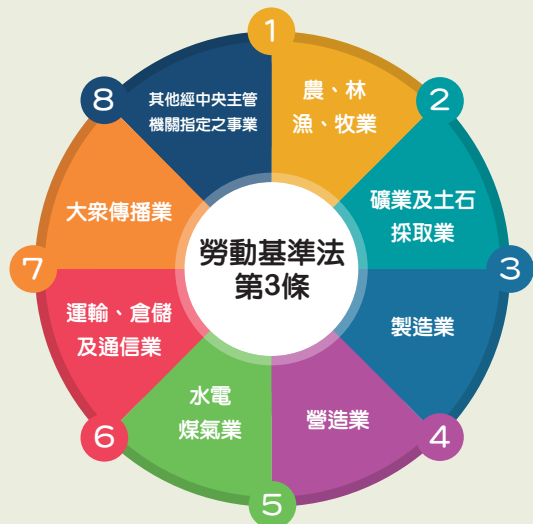 勞動基準法
第3條
1
農、林
漁、牧業
2
礦業及土石
採取業
3
製造業
4
營造業
5
水電
煤氣業
6
運輸、倉儲
及通信業
7
大衆傳播業
8
其他經中央主管
機關指定之事業